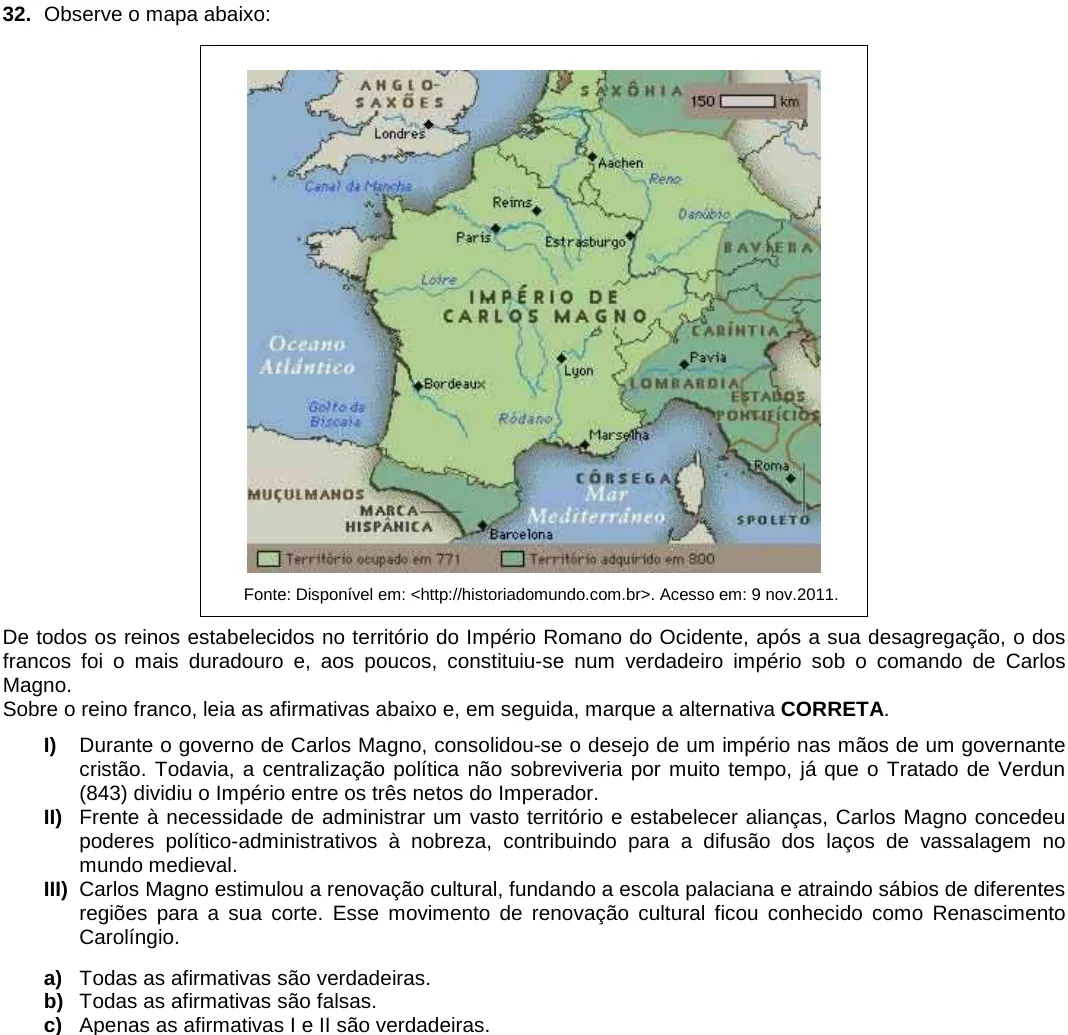 32. Observe o mapa abaixo:
ANGLO-
SAXÕES
SAXÔNIA
150 km
Londres
Aachen
Canal da Mancha
Reno
Reims
Danúbio
Paris
Estrasburgo
BAVIERA
Loire
IMPÉRIO DE
CARLOS MAGNO
CARÍNTIA
Oceano
Atlântico
Pavia
Lyon
Bordeaux
LOMBARDIA
ESTADOS
PONTIFÍCIOS
Golfo da
Biscaia
Ródano
Marselha
Roma
CÓRSEGA
MUÇULMANOS
Mar
Mediterrâneo
MARCA
HISPÂNICA
SPOLETO
Barcelona
Território ocupado em 771
Território adquirido em 800
Fonte: Disponível em: <http://historiadomundo.com.br>. Acesso em: 9 nov.2011.
De todos os reinos estabelecidos no território do Império Romano do Ocidente, após a sua desagregação, o dos
francos foi o mais duradouro e, aos poucos, constituiu-se num verdadeiro império sob o comando de Carlos
Magno.
Sobre o reino franco, leia as afirmativas abaixo e, em seguida, marque a alternativa CORRETA.
I) Durante o governo de Carlos Magno, consolidou-se o desejo de um império nas mãos de um governante
cristão. Todavia, a centralização política não sobreviveria por muito tempo, já que o Tratado de Verdun
(843) dividiu o Império entre os três netos do Imperador.
II) Frente à necessidade de administrar um vasto território e estabelecer alianças, Carlos Magno concedeu
poderes político-administrativos à nobreza, contribuindo para a difusão dos laços de vassalagem no
mundo medieval.
III) Carlos Magno estimulou a renovação cultural, fundando a escola palaciana e atraindo sábios de diferentes
regiões para a sua corte. Esse movimento de renovação cultural ficou conhecido como Renascimento
Carolíngio.
a) Todas as afirmativas são verdadeiras.
b) Todas as afirmativas são falsas.
c) Apenas as afirmativas I e II são verdadeiras.